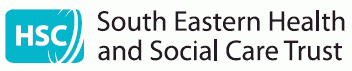 HSC
South Eastern Health
and Social Care Trust